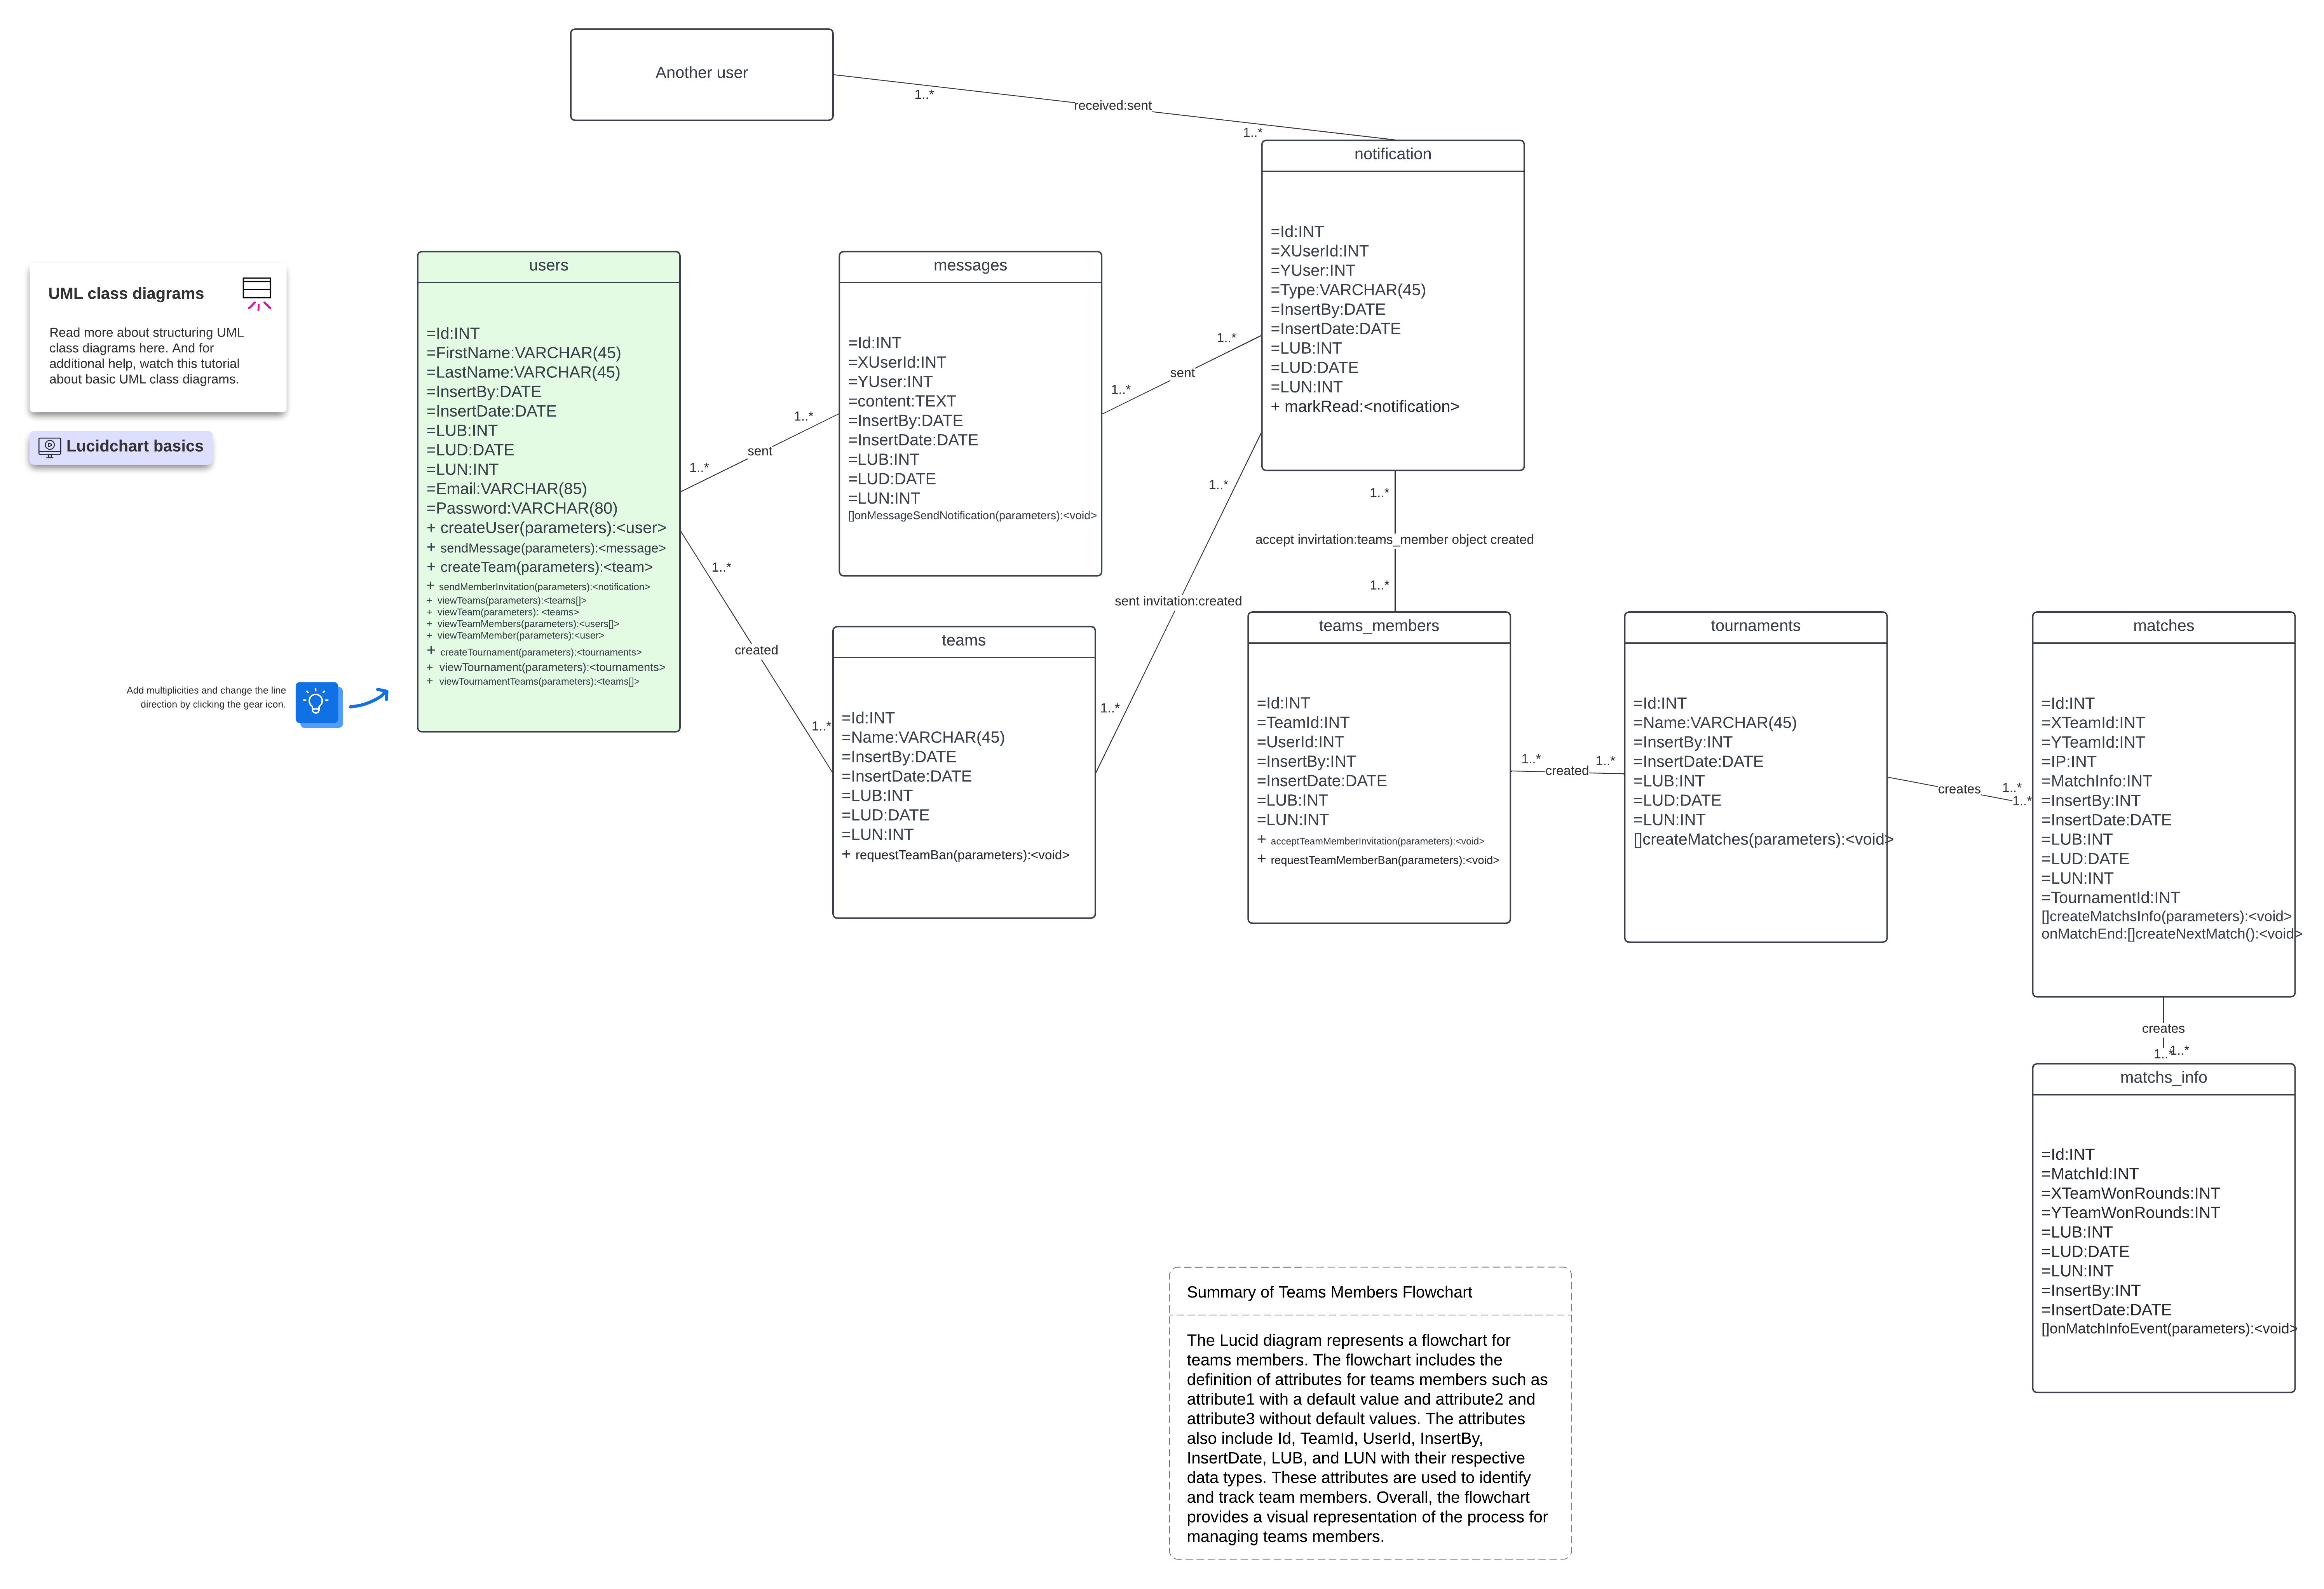 Another user
1..*
received:sent
1..*
notification
=Id:INT
=XUserId:INT
=YUser:INT
=Type:VARCHAR(45)
=InsertBy:DATE
=InsertDate:DATE
=LUB:INT
=LUD:DATE
=LUN:INT
+ markRead:<notification>
UML class diagrams
Read more about structuring UML
class diagrams here. And for
additional help, watch this tutorial
about basic UML class diagrams.
Lucidchart basics
Add multiplicities and change the line
direction by clicking the gear icon.
users
=Id:INT
=FirstName:VARCHAR(45)
=LastName:VARCHAR(45)
=InsertBy:DATE
=InsertDate:DATE
=LUB:INT
=LUD:DATE
=LUN:INT
=Email:VARCHAR(85)
=Password:VARCHAR(80)
+ createUser(parameters):<user>
+ sendMessage(parameters):<message>
+ createTeam(parameters):<team>
+ sendMemberInvitation(parameters):<notification>
+ viewTeams(parameters):<teams[]>
+ viewTeam(parameters): <teams>
+ viewTeamMembers(parameters):<users[]>
+ viewTeamMember(parameters):<user>
+ createTournament(parameters):<tournaments>
+ viewTournament(parameters):<tournaments>
+ viewTournamentTeams(parameters):<teams[]>
1..*
sent
1..*
messages
=Id:INT
=XUserId:INT
=YUser:INT
=content:TEXT
=InsertBy:DATE
=InsertDate:DATE
=LUB:INT
=LUD:DATE
=LUN:INT
[]onMessageSendNotification(parameters):<void>
1..*
sent
1..*
1..*
created
1..*
teams
=Id:INT
=Name:VARCHAR(45)
=InsertBy:DATE
=InsertDate:DATE
=LUB:INT
=LUD:DATE
=LUN:INT
+ requestTeamBan(parameters):<void>
1..*
sent invitation:created
1..*
1..*
accept invirtation:teams_member object created
1..*
teams_members
=Id:INT
=TeamId:INT
=UserId:INT
=InsertBy:INT
=InsertDate:DATE
=LUB:INT
=LUN:INT
+ acceptTeamMemberInvitation(parameters):<void>
+ requestTeamMemberBan(parameters):<void>
1..*
created
1..*
tournaments
=Id:INT
=Name:VARCHAR(45)
=InsertBy:INT
=InsertDate:DATE
=LUB:INT
=LUD:DATE
=LUN:INT
[]createMatches(parameters):<void>
creates
1..*
1..*
matches
=Id:INT
=XTeamId:INT
=YTeamId:INT
=IP:INT
=MatchInfo:INT
=InsertBy:INT
=InsertDate:DATE
=LUB:INT
=LUD:DATE
=LUN:INT
=TournamentId:INT
[]createMatchsInfo(parameters):<void>
onMatchEnd:[]createNextMatch():<void>
creates
1..*
1..*
matchs_info
=Id:INT
=MatchId:INT
=XTeamWonRounds:INT
=YTeamWonRounds:INT
=LUB:INT
=LUD:DATE
=LUN:INT
=InsertBy:INT
=InsertDate:DATE
[]onMatchInfoEvent(parameters):<void>
Summary of Teams Members Flowchart
The Lucid diagram represents a flowchart for
teams members. The flowchart includes the
definition of attributes for teams members such as
attribute1 with a default value and attribute2 and
attribute3 without default values. The attributes
also include Id, TeamId, UserId, InsertBy,
InsertDate, LUB, and LUN with their respective
data types. These attributes are used to identify
and track team members. Overall, the flowchart
provides a visual representation of the process for
managing teams members.